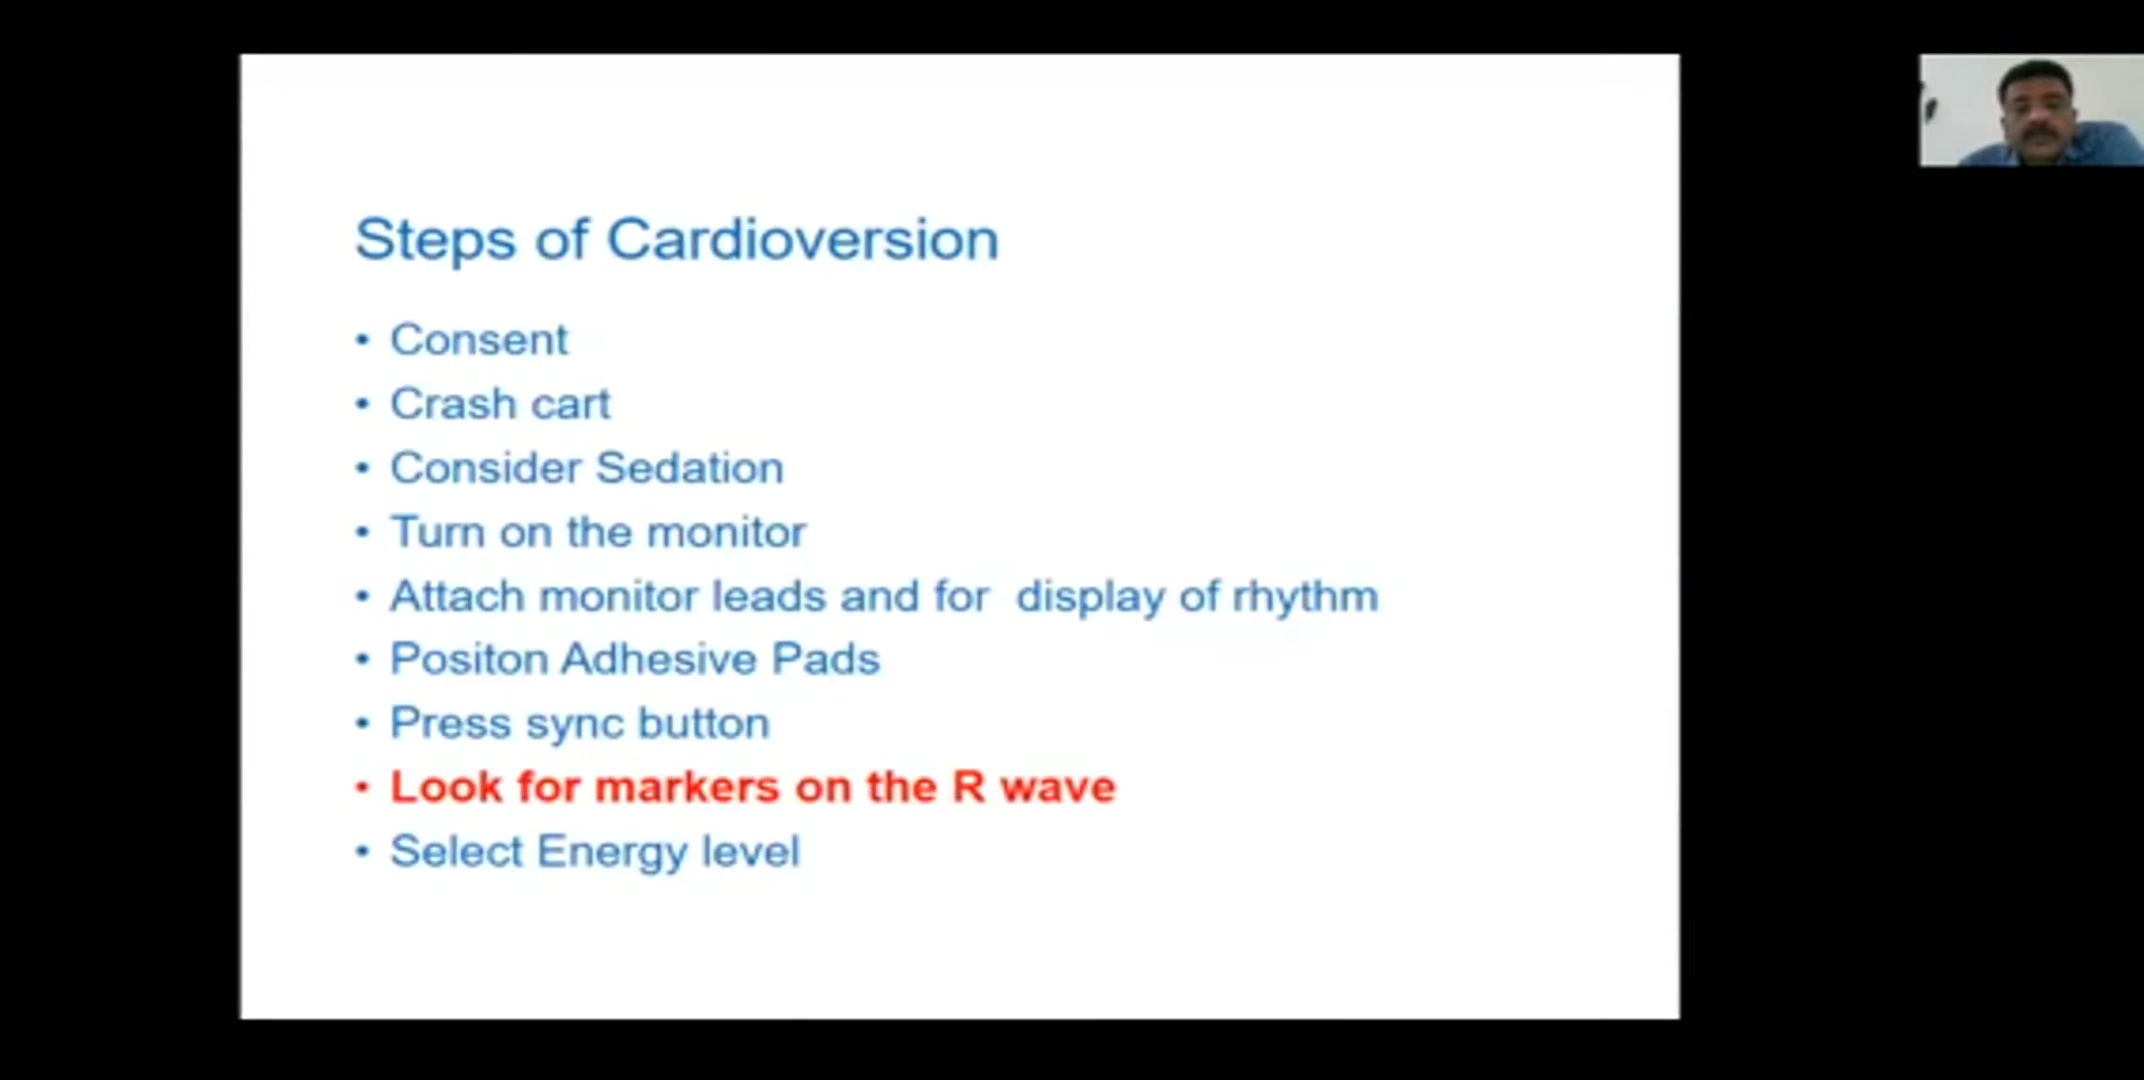 Steps of Cardioversion
• Consent
• Crash cart
• Consider Sedation
• Turn on the monitor
• Attach monitor leads and for  display of rhythm
• Positon Adhesive Pads
• Press sync button
• Look for markers on the R wave
• Select Energy level